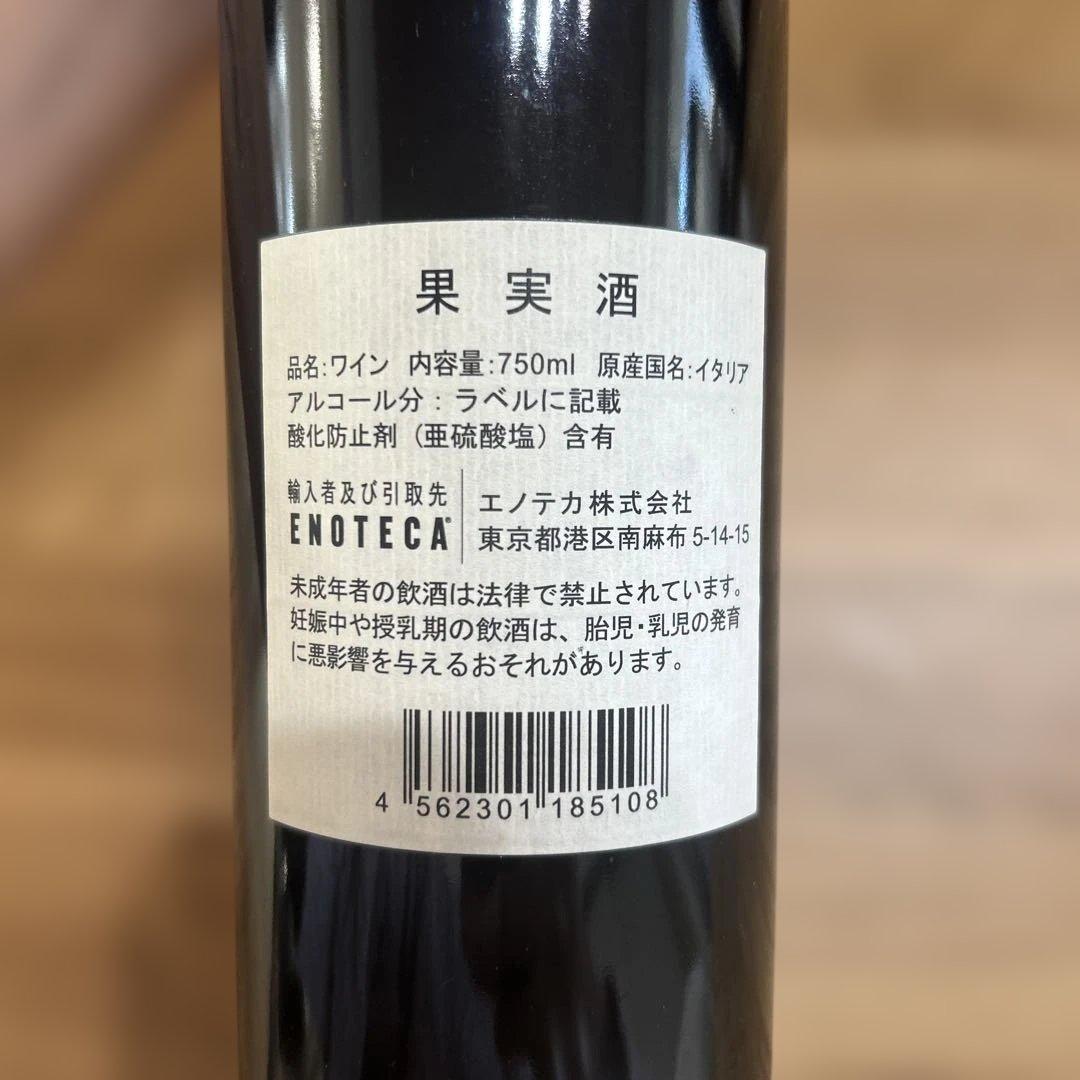 果実酒
品名:ワイン 内容量:750ml 原産国名:イタリア
アルコール分：ラベルに記載
酸化防止剤（亜硫酸塩）含有
輸入者及び引取先
ENOTECA®
エノテカ株式会社
東京都港区南麻布5-14-15
未成年者の飲酒は法律で禁止されています。
妊娠中や授乳期の飲酒は、胎児・乳児の発育
に悪影響を与えるおそれがあります。
4 562301 185108